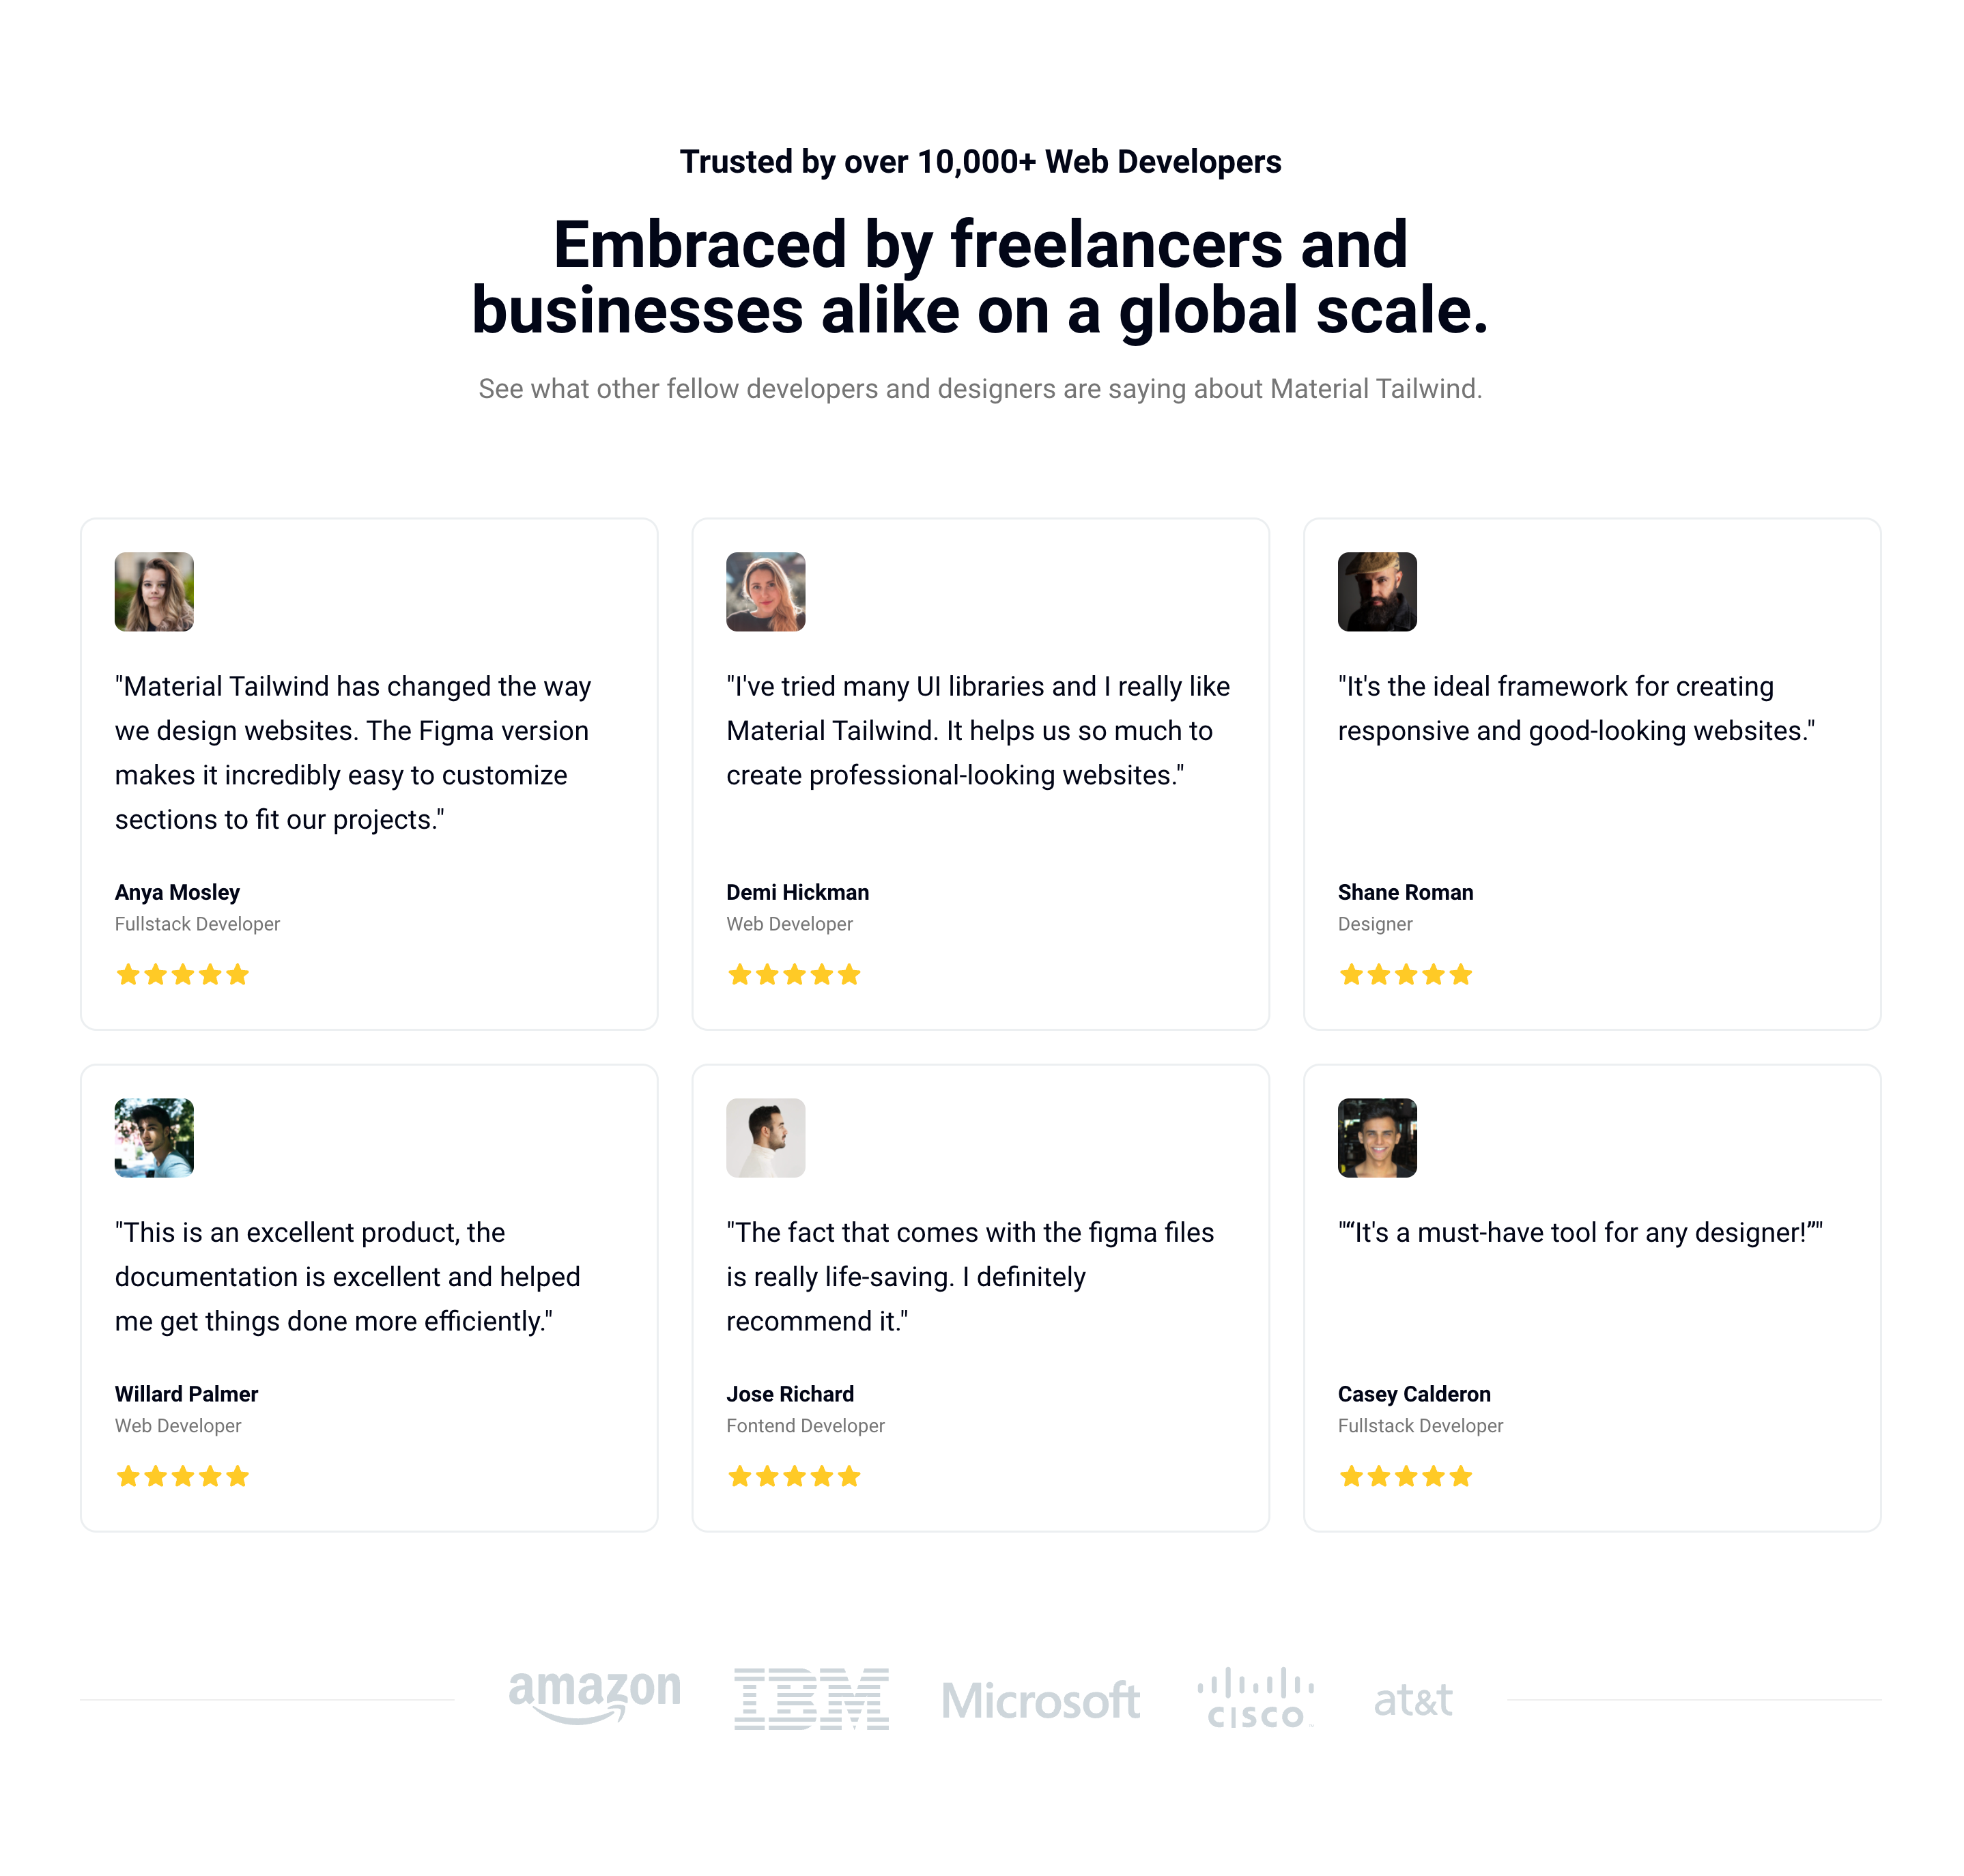 Trusted by over 10,000+ Web Developers
Embraced by freelancers and
businesses alike on a global scale.
See what other fellow developers and designers are saying about Material Tailwind.
"Material Tailwind has changed the way
we design websites. The Figma version
makes it incredibly easy to customize
sections to fit our projects."
Anya Mosley
Fullstack Developer
"I've tried many UI libraries and I really like
Material Tailwind. It helps us so much to
create professional-looking websites."
Demi Hickman
Web Developer
"It's the ideal framework for creating
responsive and good-looking websites."
Shane Roman
Designer
"This is an excellent product, the
documentation is excellent and helped
me get things done more efficiently."
Willard Palmer
Web Developer
"The fact that comes with the figma files
is really life-saving. I definitely
recommend it."
Jose Richard
Fontend Developer
"“It's a must-have tool for any designer!”"
Casey Calderon
Fullstack Developer
amazon
IBM
Microsoft
CISCO
at&t